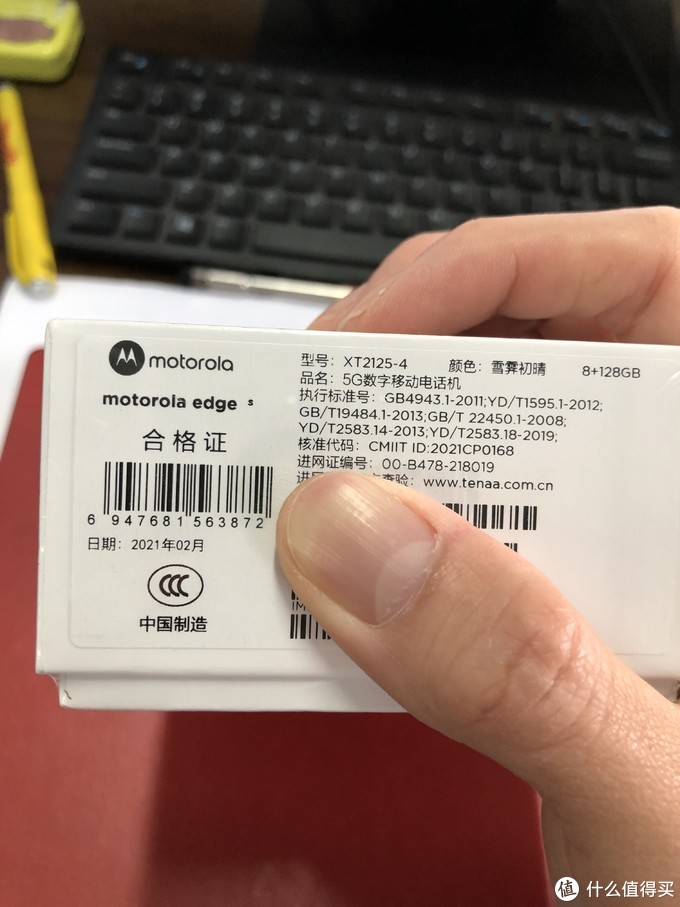 motorola
motorola edge s
合格证
6 947681 563872
日期：2021年02月
中国制造
型号：XT2125-4 颜色：雪霁初晴 8+128GB
品名：5G数字移动电话机
执行标准号：GB4943.1-2011;YD/T1595.1-2012;
GB/T19484.1-2013;GB/T 22450.1-2008;
YD/T2583.14-2013;YD/T2583.18-2019;
核准代码：CMIIT ID:2021CP0168
进网证编号：00-B478-218019
进 查验：www.tenaa.com.cn
IM
值 什么值得买